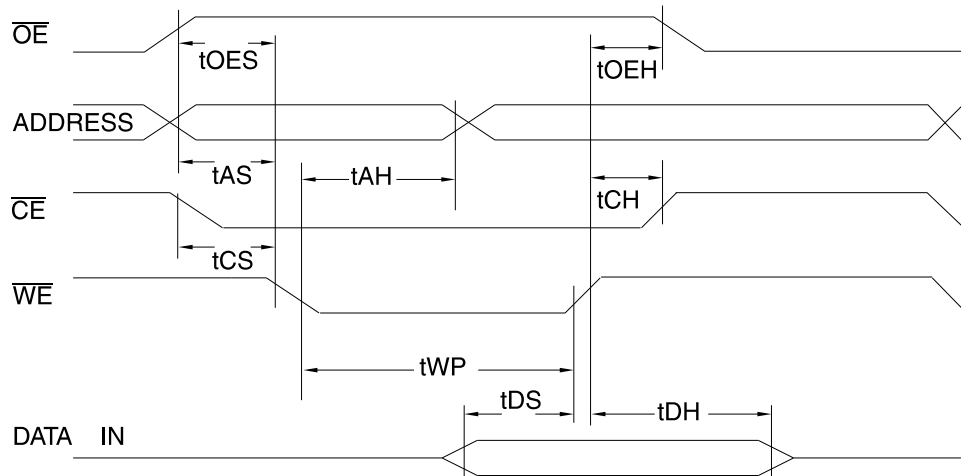 OE
tOES
tOEH
ADDRESS
tAS
tAH
tCH
CE
tCS
WE
tWP
tDS
tDH
DATA IN